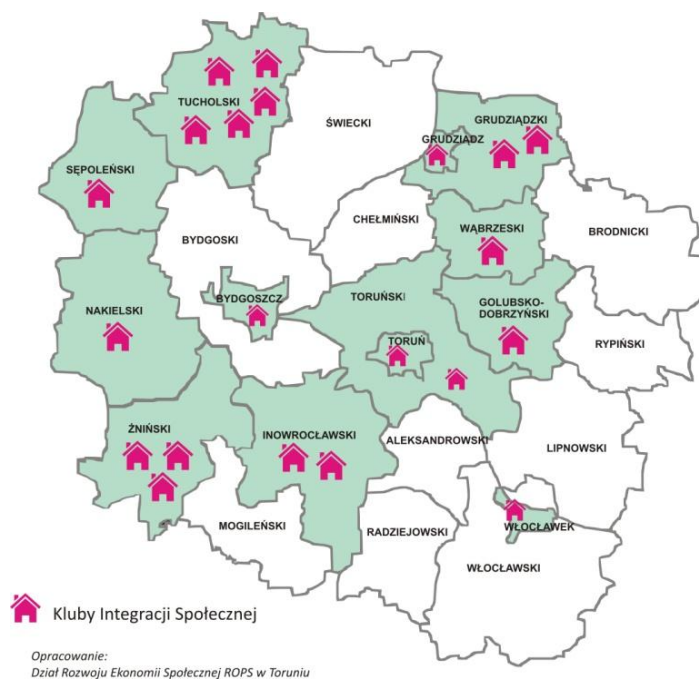 TUCHOLSKI
ŚWIECKI
GRUDZIĄDZKI
GRUDZIĄDZ
SĘPOLEŃSKI
CHEŁMIŃSKI
WĄBRZESKI
BRODNICKI
BYDGOSKI
NAKIELSKI
BYDGOSZCZ
TORUŃSKI
GOLUBSKO-
DOBRZYŃSKI
TORUŃ
RYPIŃSKI
ŻNIŃSKI
INOWROCŁAWSKI
ALEKSANDROWSKI
LIPNOWSKI
MOGILEŃSKI
RADZIEJOWSKI
WŁOCŁAWEK
WŁOCŁAWSKI
Kluby Integracji Społecznej
Opracowanie:
Dział Rozwoju Ekonomii Społecznej ROPS w Toruniu